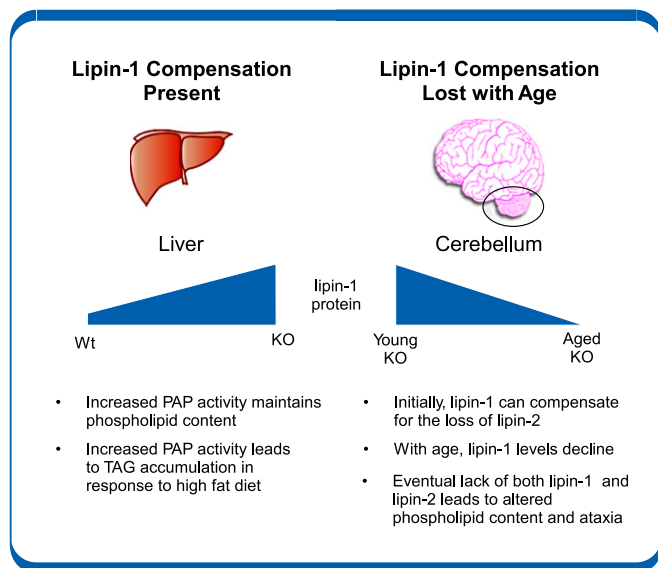 Lipin-1 Compensation
Present
Liver
Wt
KO
• Increased PAP activity maintains
phospholipid content
• Increased PAP activity leads
to TAG accumulation in
response to high fat diet
lipin-1
protein
Lipin-1 Compensation
Lost with Age
Cerebellum
Young
KO
Aged
KO
• Initially, lipin-1 can compensate
for the loss of lipin-2
• With age, lipin-1 levels decline
• Eventual lack of both lipin-1 and
lipin-2 leads to altered
phospholipid content and ataxia